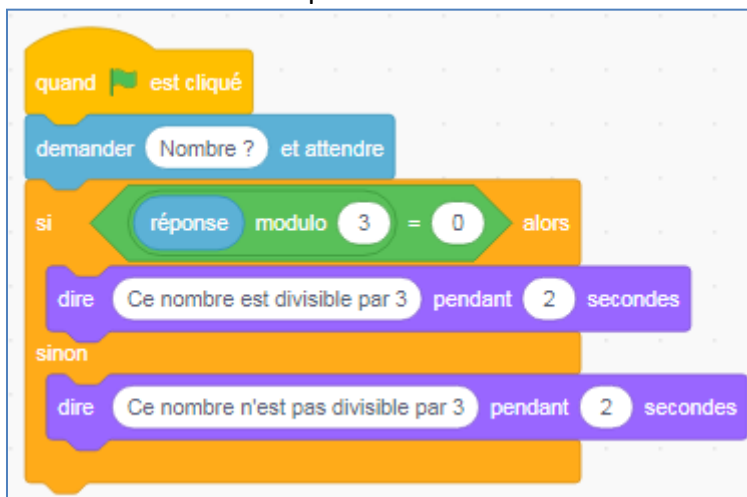 quand est cliqué
demander Nombre ? et attendre
si réponse modulo 3 = 0 alors
dire Ce nombre est divisible par 3 pendant 2 secondes
sinon
dire Ce nombre n'est pas divisible par 3 pendant 2 secondes